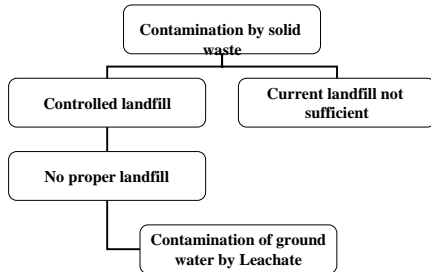 Contamination by solid
waste
Controlled landfill
Current landfill not
sufficient
No proper landfill
Contamination of ground
water by Leachate